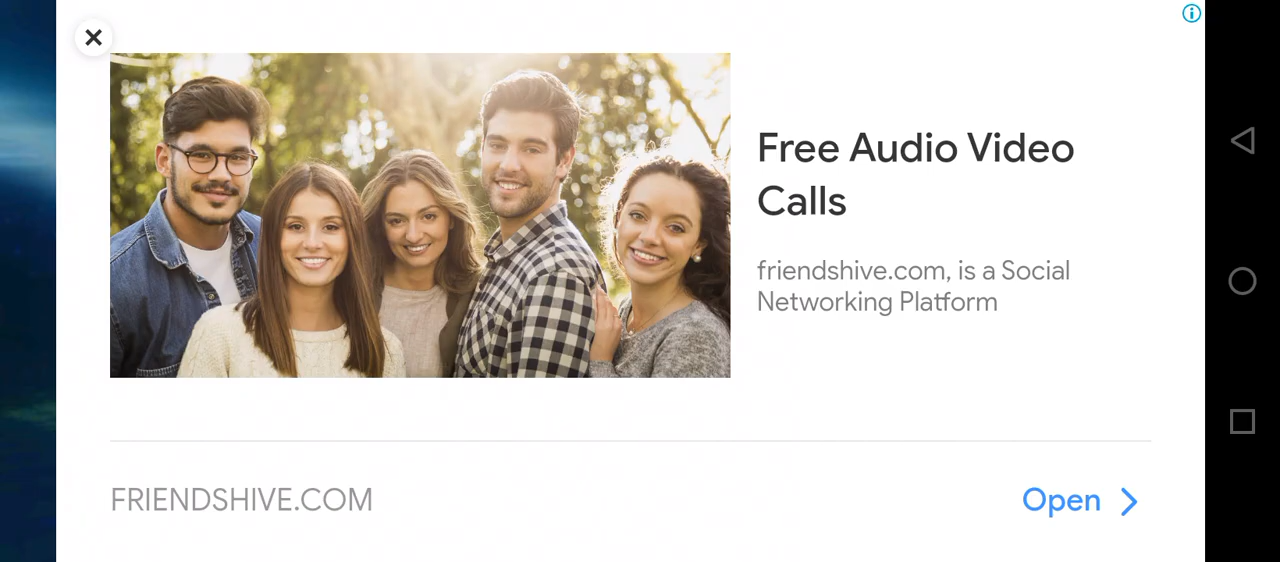 Free Audio Video
Calls
friendshive.com, is a Social
Networking Platform
FRIENDSHIVE.COM
Open